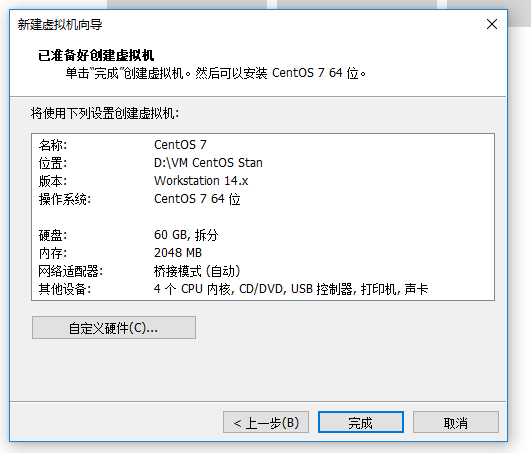 新建虚拟机向导
已准备好创建虚拟机
单击“完成”创建虚拟机。然后可以安装 CentOS 7 64 位。
将使用下列设置创建虚拟机:
名称: CentOS 7
位置: D:\VM CentOS Stan
版本: Workstation 14.x
操作系统: CentOS 7 64 位
硬盘: 60 GB, 拆分
内存: 2048 MB
网络适配器: 桥接模式 (自动)
其他设备: 4 个 CPU 内核, CD/DVD, USB 控制器, 打印机, 声卡
自定义硬件(C)...
< 上一步(B) 完成 取消